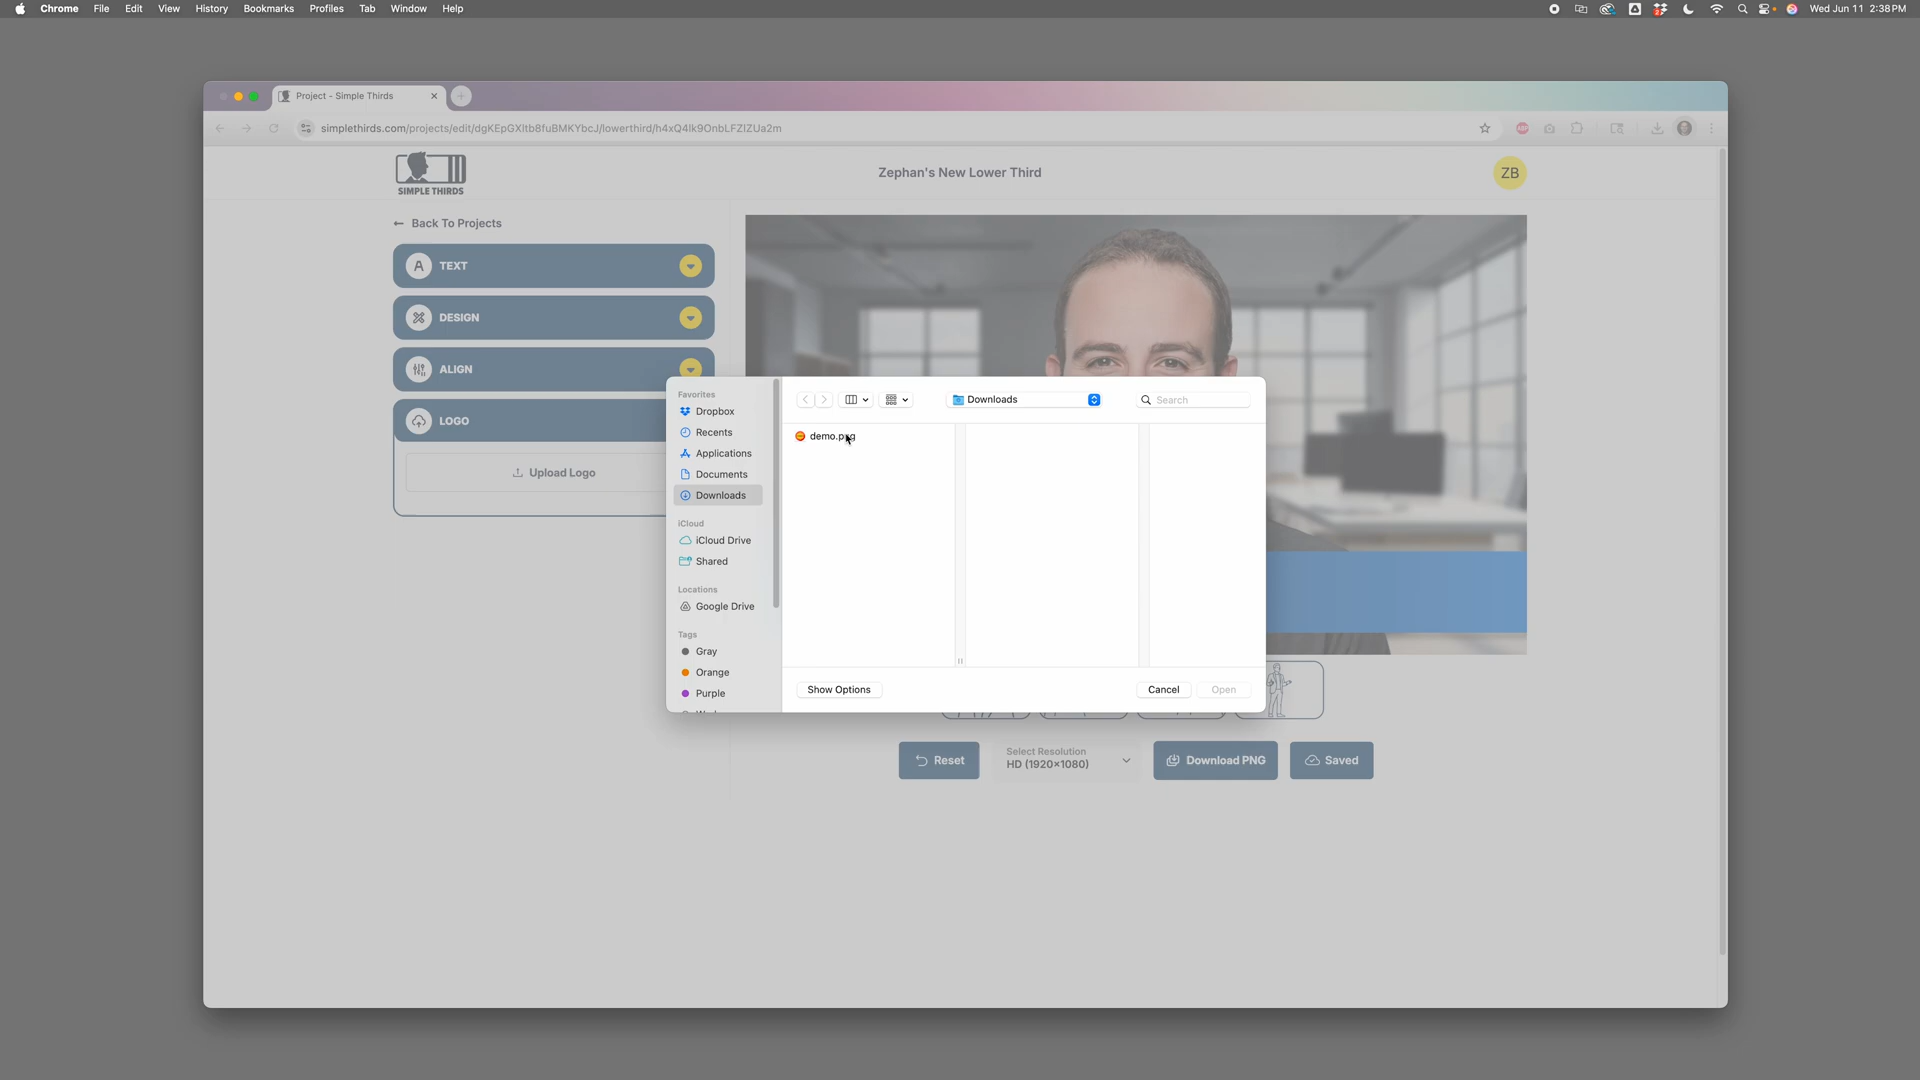 Chrome File Edit View History Bookmarks Profiles Tab Window Help
Wed Jun 11 2:38 PM
Project - Simple Thirds
simplethirds.com/projects/edit/dgKEpGXltb8fuBMKYbcJ/lowerthird/h4xQ4lk9OnbLFZIZUa2m
ABP
SIMPLE THIRDS
Zephan's New Lower Third
ZB
← Back To Projects
A TEXT
DESIGN
ALIGN
LOGO
Upload Logo
Favorites
Dropbox
Recents
Applications
Documents
Downloads
iCloud
iCloud Drive
Shared
Locations
Google Drive
Tags
Gray
Orange
Purple
Downloads
Search
Show Options
Cancel
Open
Reset
Select Resolution
HD (1920×1080)
Download PNG
Saved